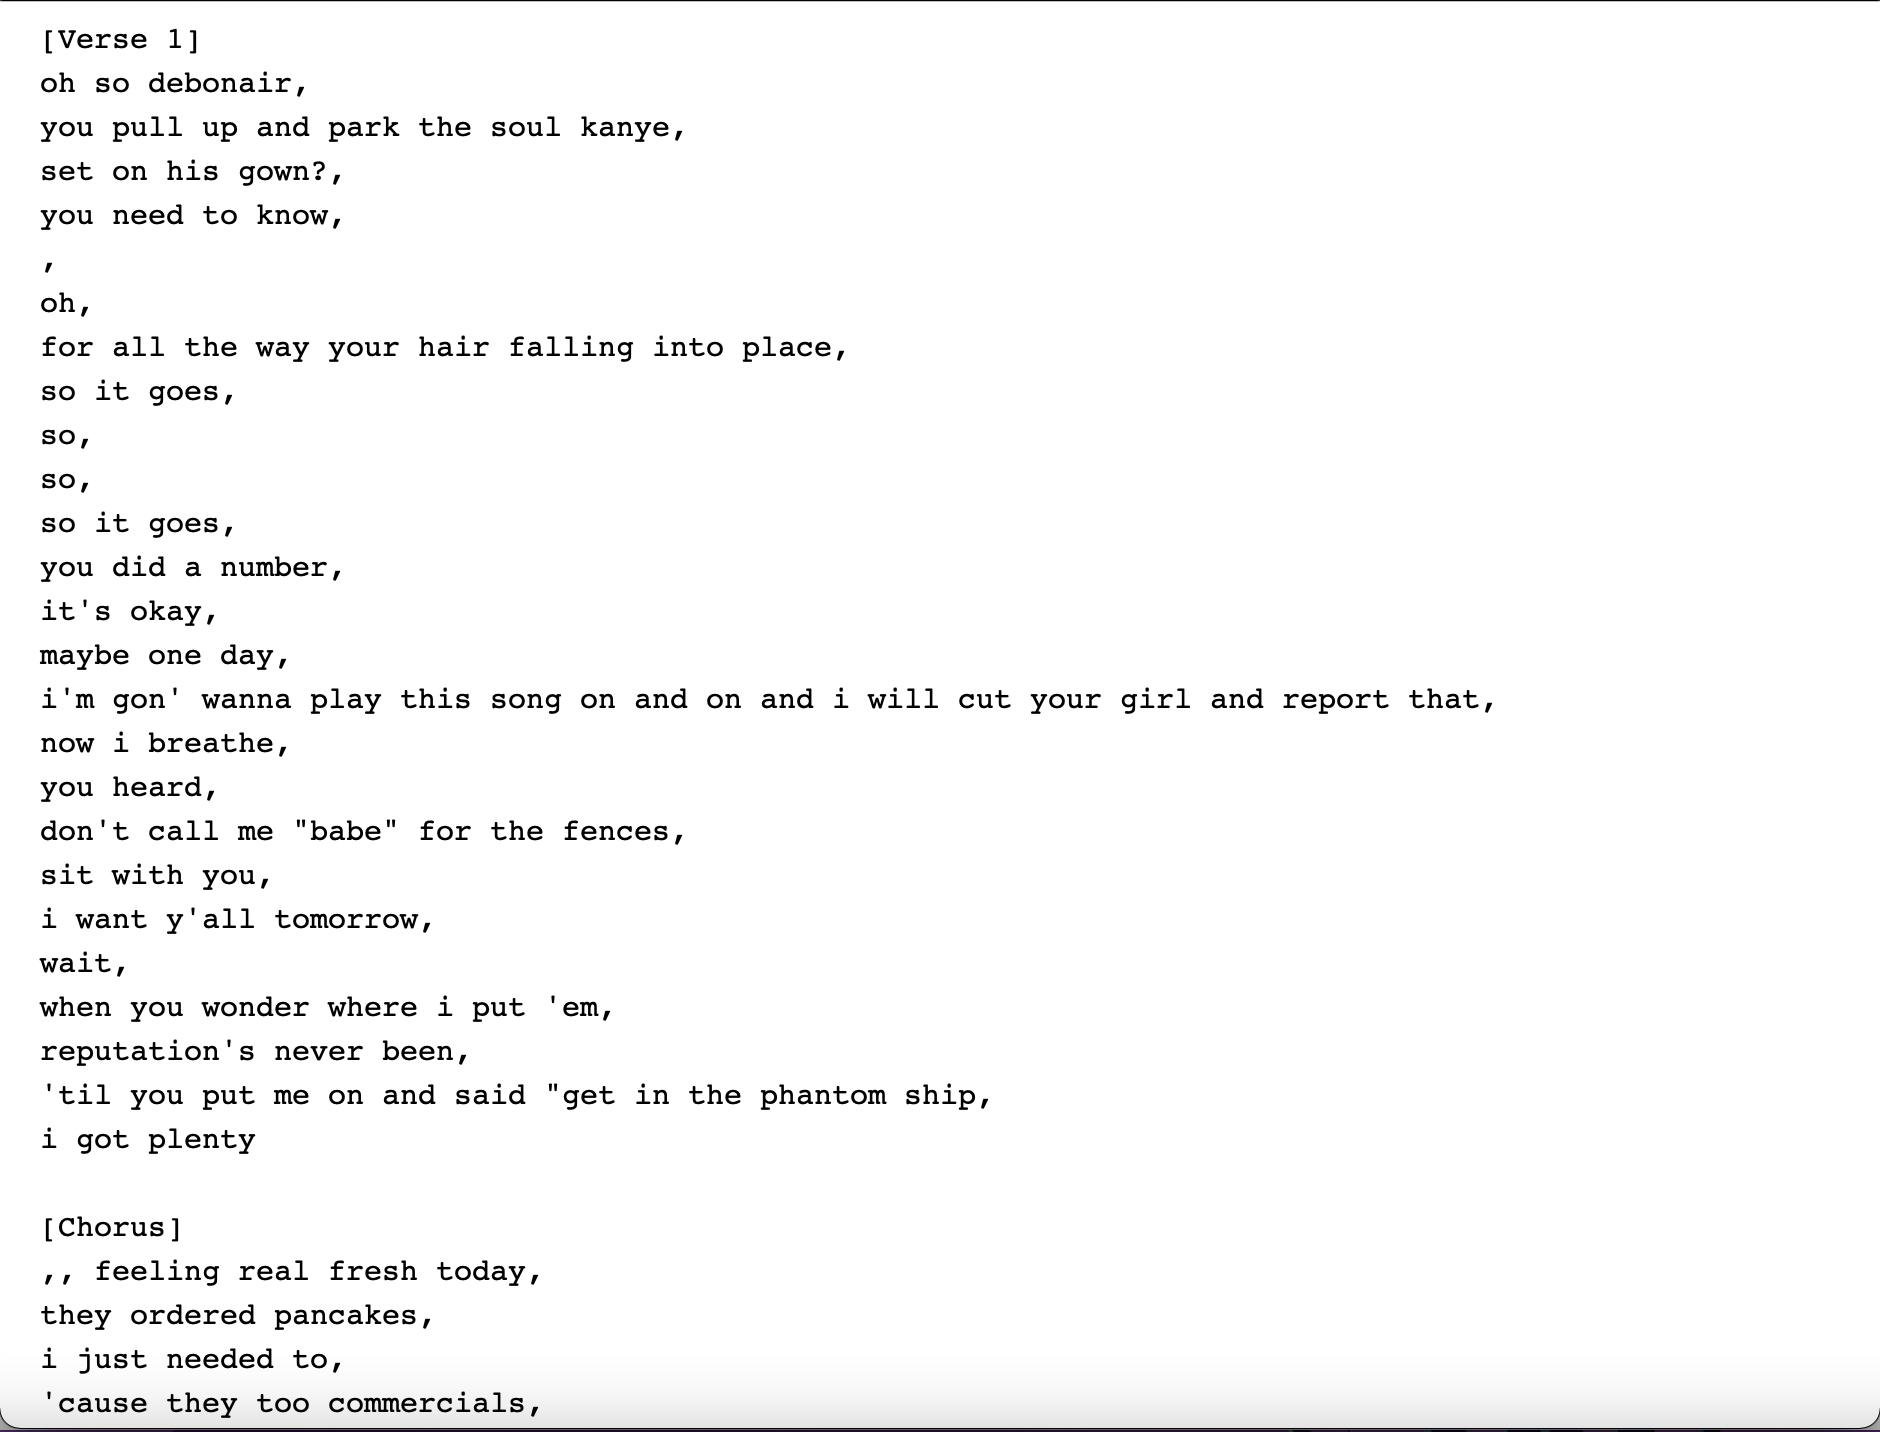 [Verse 1]
oh so debonair,
you pull up and park the soul kanye,
set on his gown?,
you need to know,
,
oh,
for all the way your hair falling into place,
so it goes,
so,
so,
so it goes,
you did a number,
it's okay,
maybe one day,
i'm gon' wanna play this song on and on and i will cut your girl and report that,
now i breathe,
you heard,
don't call me "babe" for the fences,
sit with you,
i want y'all tomorrow,
wait,
when you wonder where i put 'em,
reputation's never been,
'til you put me on and said "get in the phantom ship,
i got plenty

[Chorus]
,, feeling real fresh today,
they ordered pancakes,
i just needed to,
'cause they too commercials,